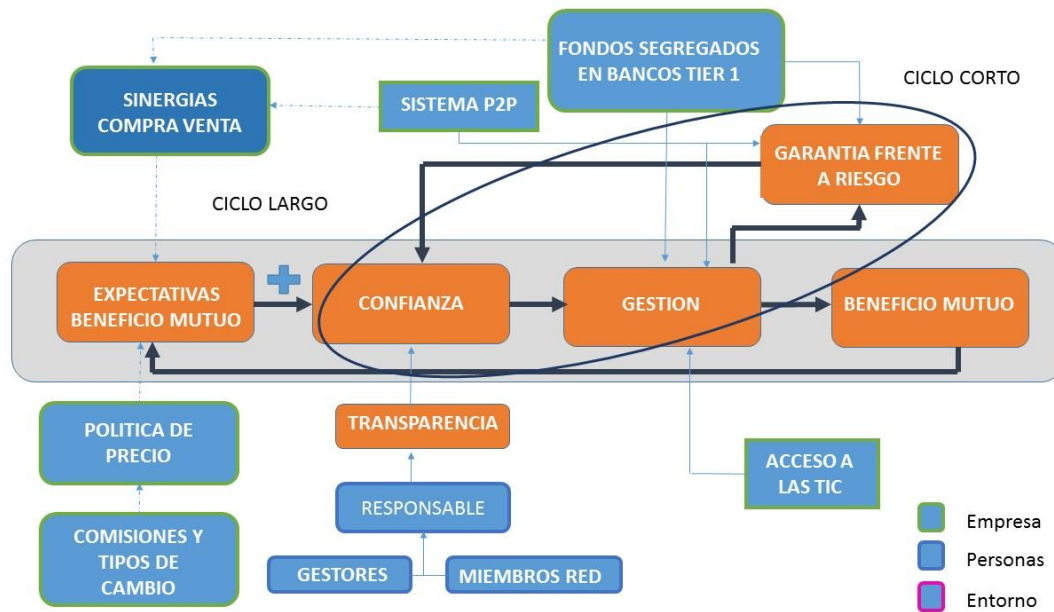 FONDOS SEGREGADOS
EN BANCOS TIER 1
CICLO CORTO
SINERGIAS
COMPRA VENTA
SISTEMA P2P
GARANTIA FRENTE
A RIESGO
CICLO LARGO
EXPECTATIVAS
BENEFICIO MUTUO
CONFIANZA
GESTION
BENEFICIO MUTUO
POLITICA DE
PRECIO
TRANSPARENCIA
ACCESO A
LAS TIC
RESPONSABLE
COMISIONES Y
TIPOS DE
CAMBIO
GESTORES
MIEMBROS RED
Empresa
Personas
Entorno